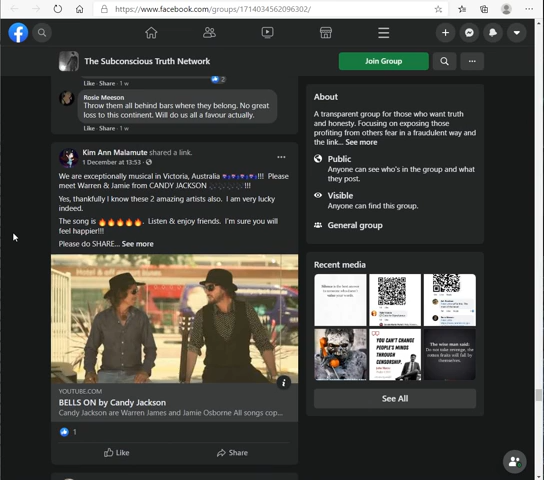 https://www.facebook.com/groups/1714034562096302/
The Subconscious Truth Network
Join Group
Like · Share · 1 w
2
Rosie Meeson
Throw them all behind bars where they belong. No great
loss to this continent. Will do us all a favour actually.
Like · Share · 1 w
Kim Ann Malamute shared a link.
1 December at 13:53 ·
We are exceptionally musical in Victoria, Australia !!! Please
meet Warren & Jamie from CANDY JACKSON !!!
Yes, thankfully I know these 2 amazing artists also. I am very lucky
indeed.
The song is 🔥🔥🔥🔥🔥. Listen & enjoy friends. I'm sure you will
feel happier!!!
Please do SHARE... See more
YOUTUBE.COM
BELLS ON by Candy Jackson
Candy Jackson are Warren James and Jamie Osborne All songs cop...
1
Like
Share
About
A transparent group for those who want truth
and honesty. Focusing on exposing those
profiting from others fear in a fraudulent way and
the link... See more
Public
Anyone can see who's in the group and what
they post.
Visible
Anyone can find this group.
General group
Recent media
YOU CAN'T CHANGE
PEOPLE'S MINDS
THROUGH
CENSORSHIP.
The wise man said:
See All